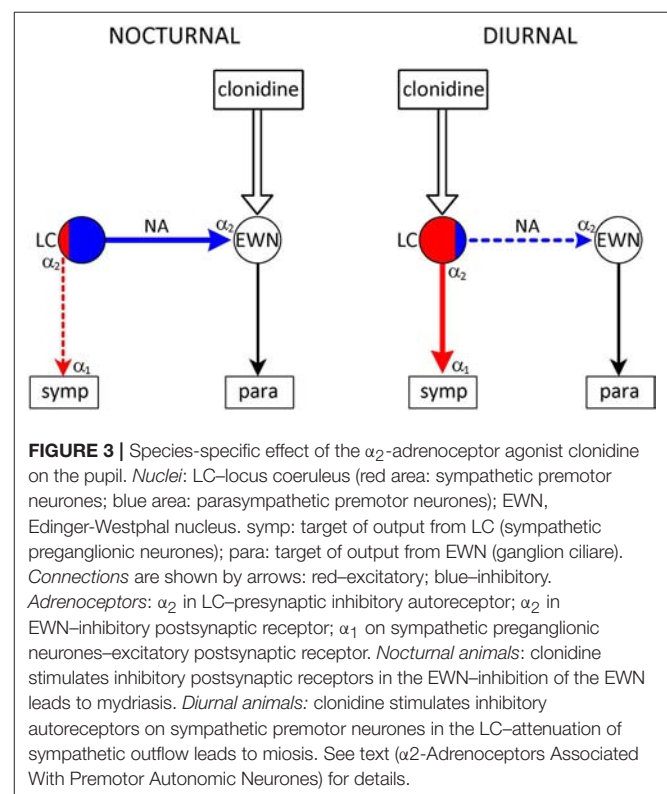 NOCTURNAL DIURNAL
clonidine clonidine
LC α2 NA α2 EWN LC α2 NA α2 EWN
α1 α1
symp para symp para
FIGURE 3 | Species-specific effect of the α2-adrenoceptor agonist clonidine
on the pupil. Nuclei: LC–locus coeruleus (red area: sympathetic premotor
neurones; blue area: parasympathetic premotor neurones); EWN,
Edinger-Westphal nucleus. symp: target of output from LC (sympathetic
preganglionic neurones); para: target of output from EWN (ganglion ciliare).
Connections are shown by arrows: red–excitatory; blue–inhibitory.
Adrenoceptors: α2 in LC–presynaptic inhibitory autoreceptor; α2 in
EWN–inhibitory postsynaptic receptor; α1 on sympathetic preganglionic
neurones–excitatory postsynaptic receptor. Nocturnal animals: clonidine
stimulates inhibitory postsynaptic receptors in the EWN–inhibition of the EWN
leads to mydriasis. Diurnal animals: clonidine stimulates inhibitory
autoreceptors on sympathetic premotor neurones in the LC–attenuation of
sympathetic outflow leads to miosis. See text (α2-Adrenoceptors Associated
With Premotor Autonomic Neurones) for details.